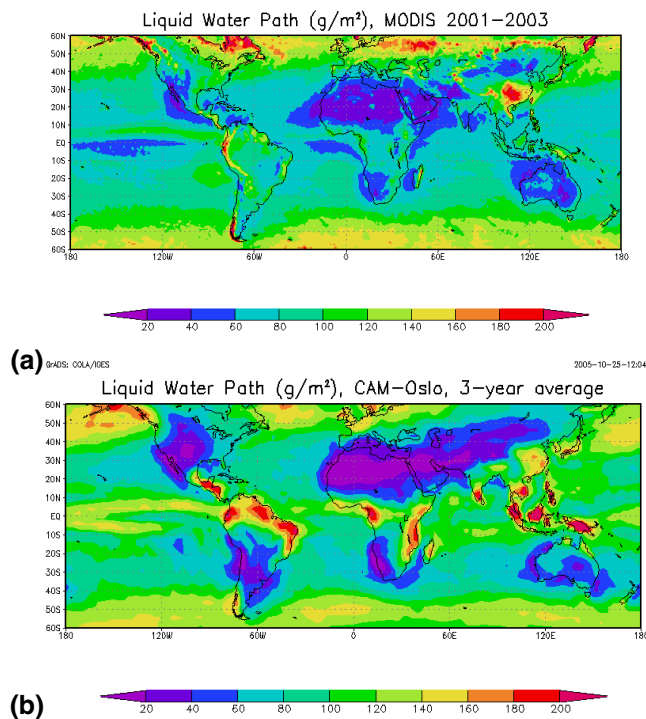 Liquid Water Path (g/m²), MODIS 2001–2003
60N
50N
40N
30N
20N
10N
EQ
10S
20S
30S
40S
50S
60S
180 120W 60W 0 60E 120E 180
20 40 60 80 100 120 140 160 180 200
(a) GrADS: COLA/IGES 2005-10-25-12:04
Liquid Water Path (g/m²), CAM–Oslo, 3–year average
60N
50N
40N
30N
20N
10N
EQ
10S
20S
30S
40S
50S
60S
180 120W 60W 0 60E 120E 180
20 40 60 80 100 120 140 160 180 200
(b)